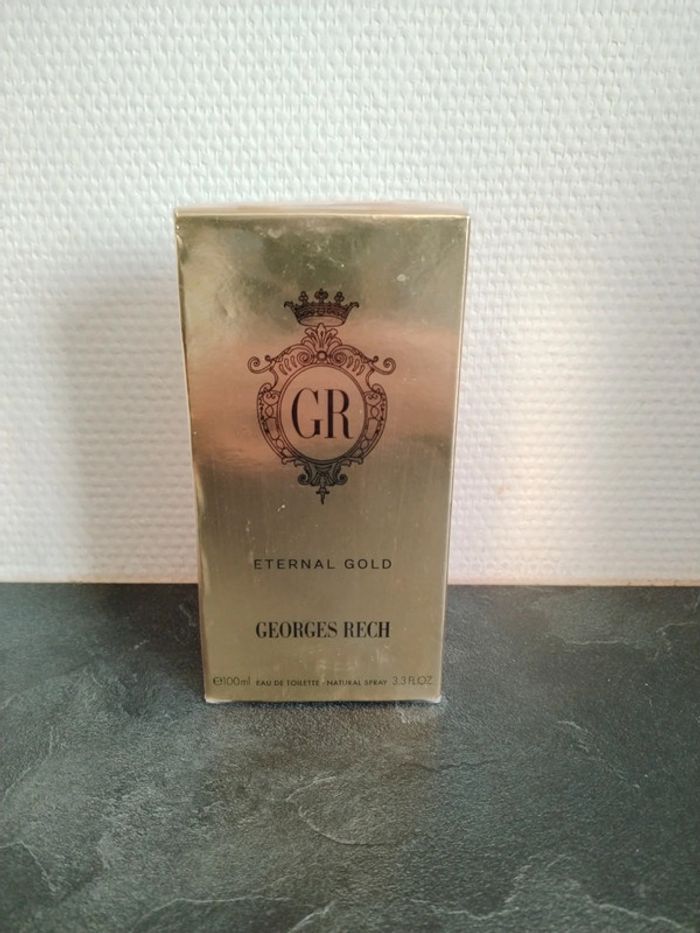 GR
ETERNAL GOLD
GEORGES RECH
℮100ml EAU DE TOILETTE - NATURAL SPRAY 3.3 FL.OZ